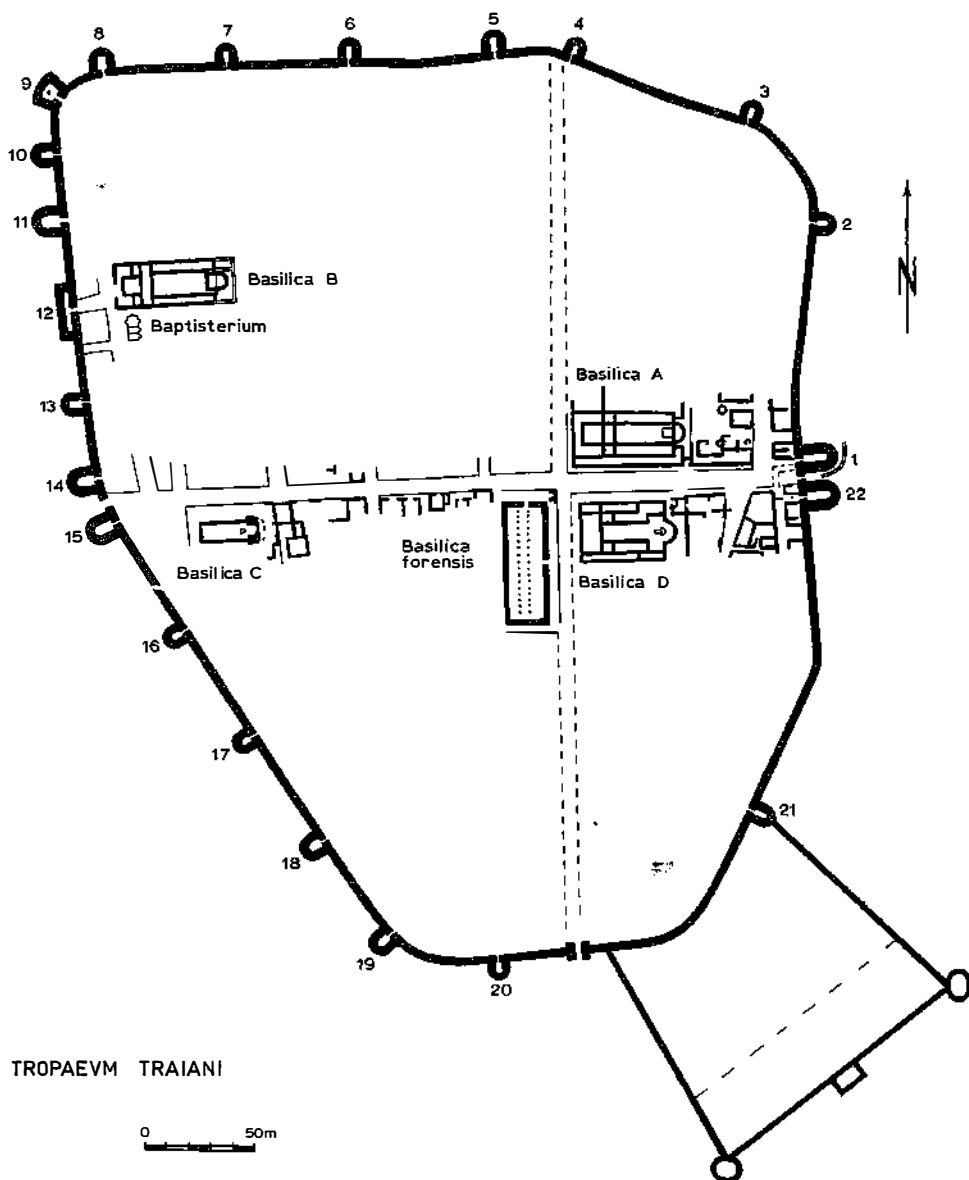 8
7
6
5
4
9
3
10
11
2
N
Basilica B
12
Baptisterium
Basilica A
13
1
14
22
15
Basilica
forensis
Basilica C
Basilica D
16
17
21
18
19
20
TROPAEVM TRAIANI
0 50m